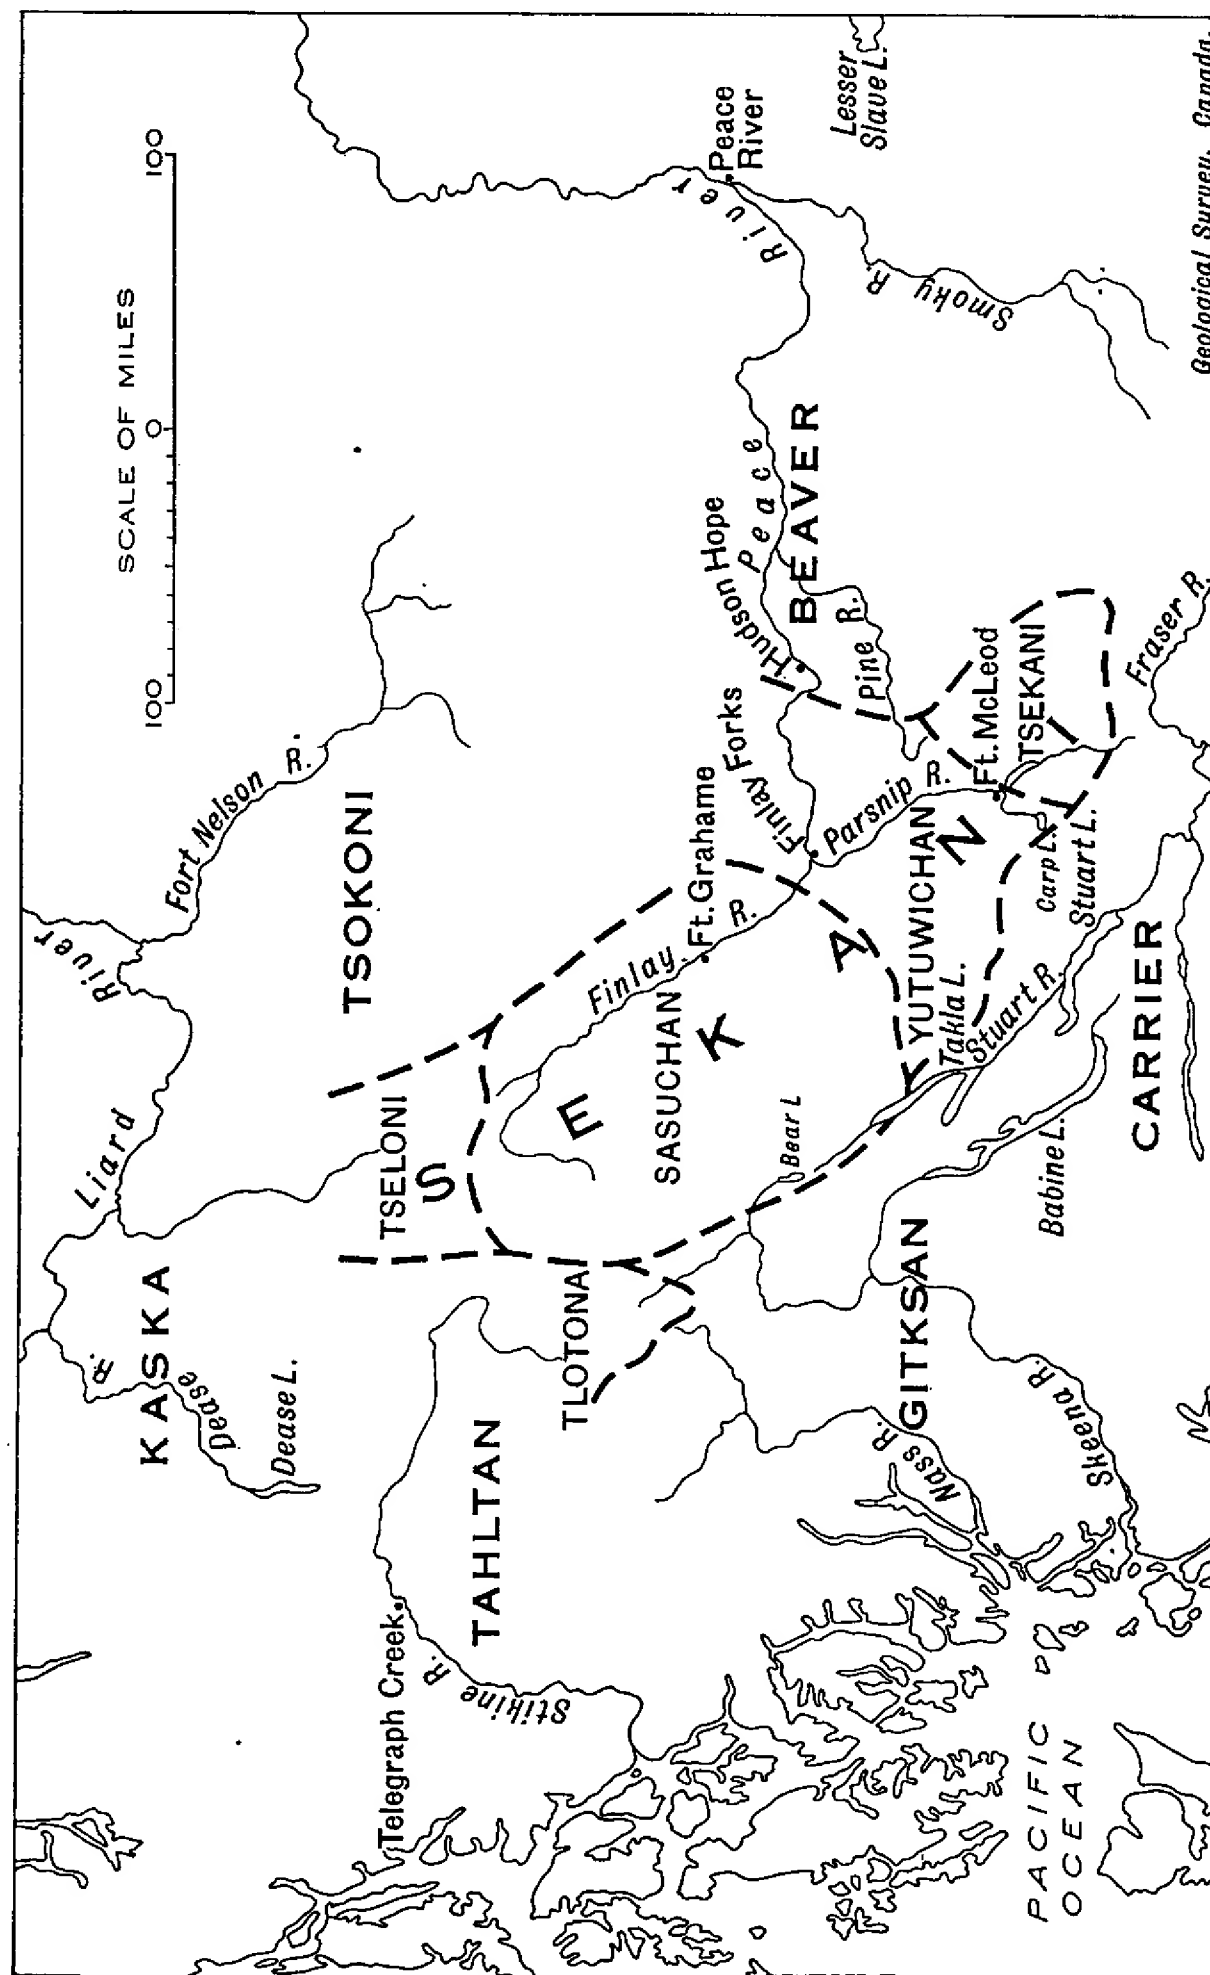 SCALE OF MILES
100 0 100
Liard
River
Fort Nelson R.
KASKA
Dease R.
Dease L.
TSOKONI
TSELONI
Telegraph Creek
Stikine R.
TAHLTAN
TLOTONA
SEKANI
Finlay R.
SASUCHAN
Ft. Grahame
Finlay Forks
Hudson Hope
Peace River
Peace
River
BEAVER
Lesser
Slave L.
Smoky R.
Pine R.
Parsnip R.
Bear L
YUTUWICHAN
Takla L.
Stuart R.
Ft. McLeod
TSEKANI
Carp L.
Stuart L.
Fraser R.
GITKSAN
Nass R.
Skeena R.
Babine L.
CARRIER
PACIFIC
OCEAN
Geological Survey, Canada.